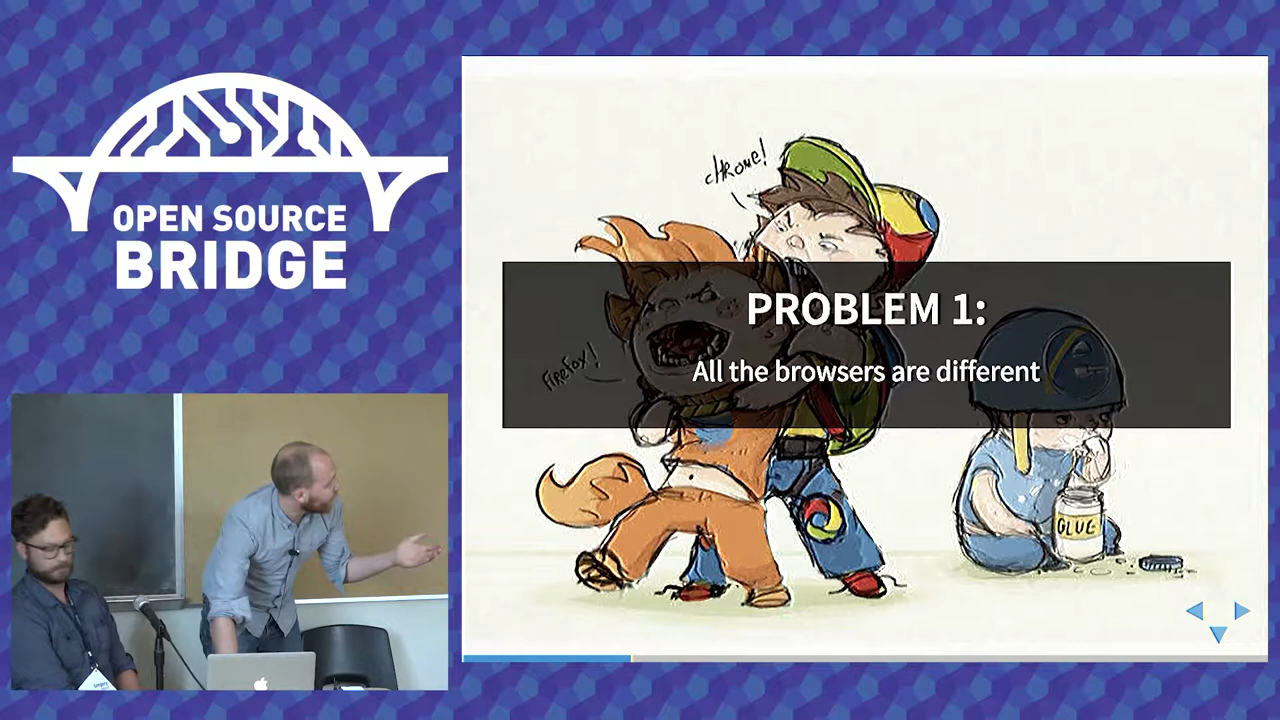 OPEN SOURCE
BRIDGE
CHROME!
PROBLEM 1:
All the browsers are different
FIREFOX!
GLUE